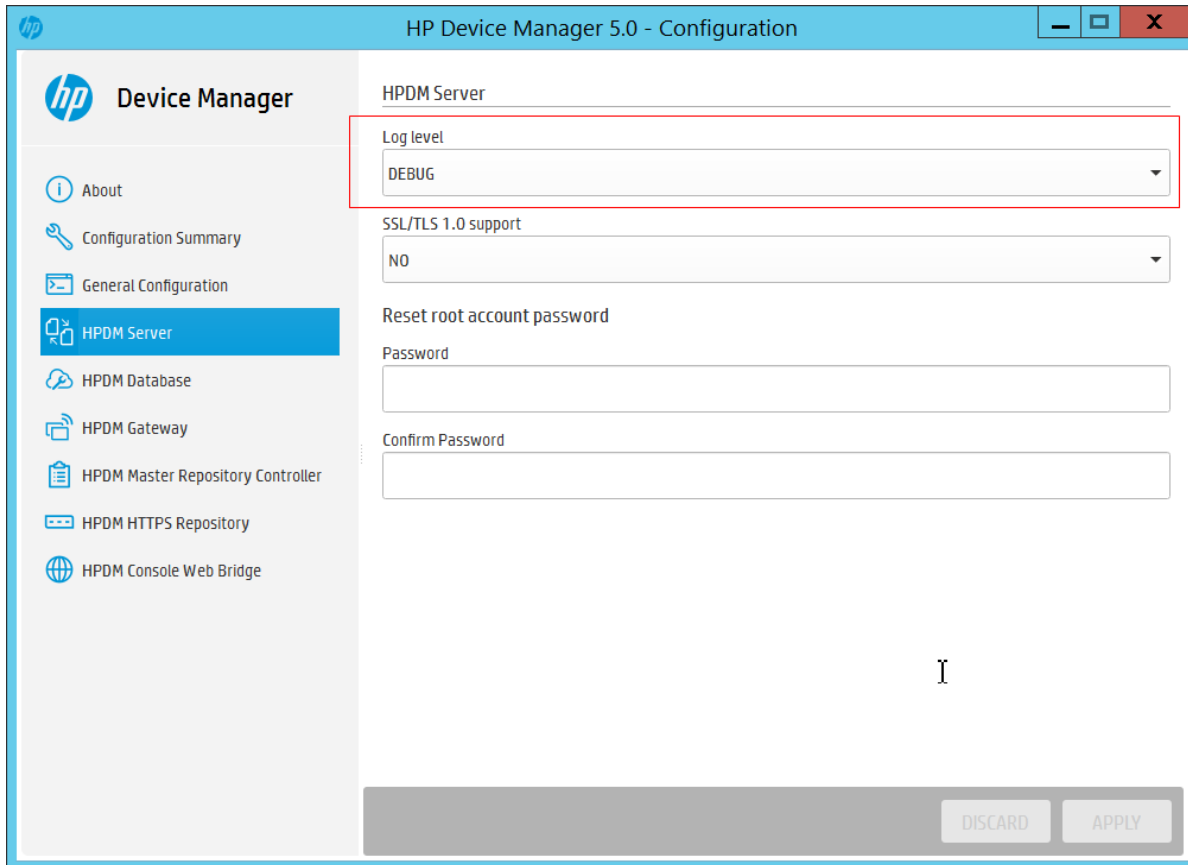 hp
HP Device Manager 5.0 - Configuration
X
hp
Device Manager
i
About
Configuration Summary
General Configuration
HPDM Server
HPDM Database
HPDM Gateway
HPDM Master Repository Controller
HPDM HTTPS Repository
HPDM Console Web Bridge
HPDM Server
Log level
DEBUG
SSL/TLS 1.0 support
NO
Reset root account password
Password
Confirm Password
DISCARD
APPLY